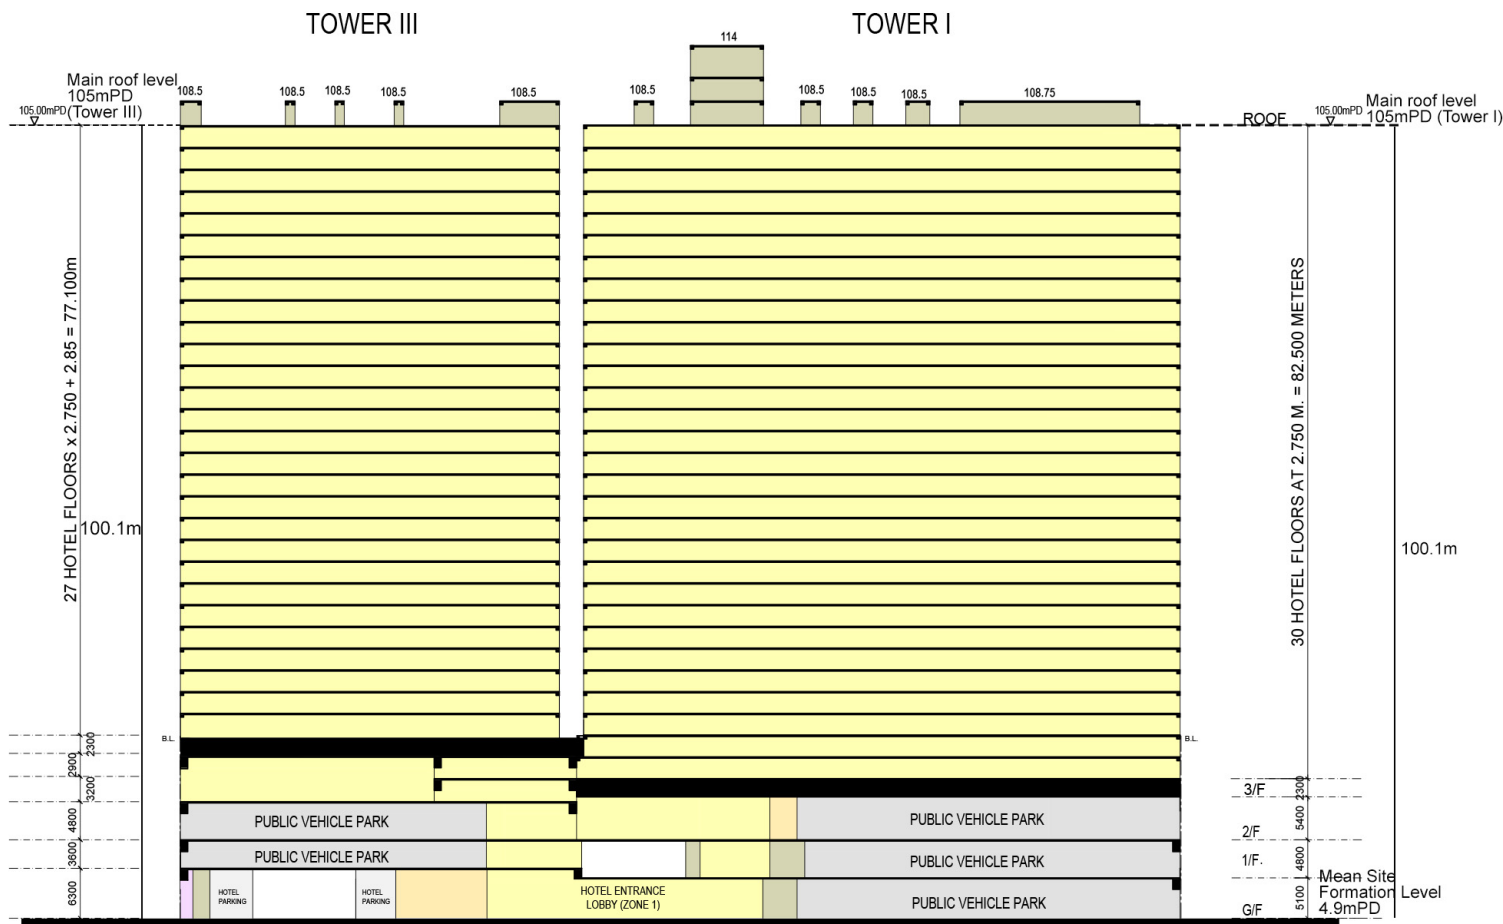 TOWER III
TOWER I
114
Main roof level
105mPD
(Tower III)
105.00mPD
108.5
108.5
108.5
108.5
108.5
108.5
108.5
108.5
108.5
108.75
ROOF
105.00mPD
Main roof level
105mPD (Tower I)
27 HOTEL FLOORS x 2.750 + 2.85 = 77.100m
100.1m
30 HOTEL FLOORS AT 2.750 M. = 82.500 METERS
100.1m
B.L.
B.L.
2300
2900
3200
4800
3600
6300
3/F
2300
2/F
5400
1/F.
4800
G/F
5100
PUBLIC VEHICLE PARK
PUBLIC VEHICLE PARK
PUBLIC VEHICLE PARK
PUBLIC VEHICLE PARK
HOTEL
PARKING
HOTEL
PARKING
HOTEL ENTRANCE
LOBBY (ZONE 1)
PUBLIC VEHICLE PARK
Mean Site
Formation Level
4.9mPD